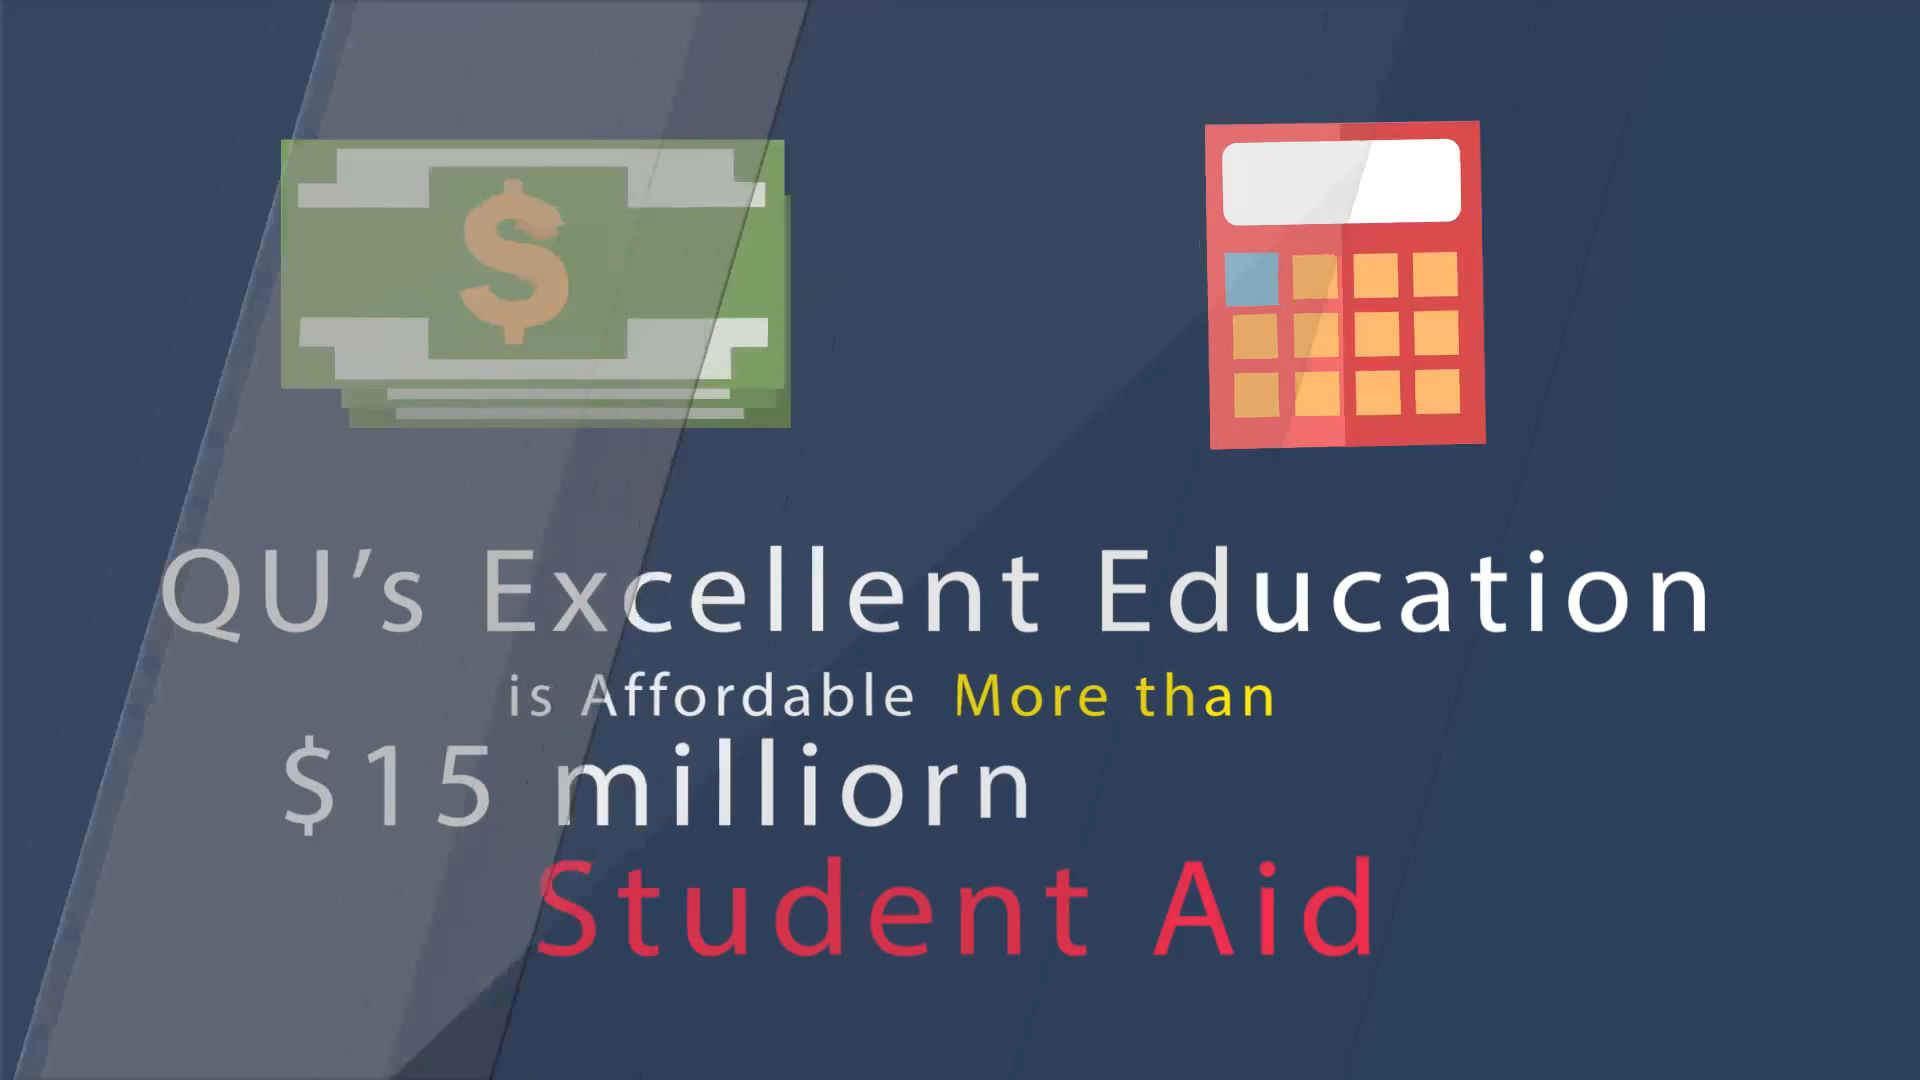 $
QU’s Excellent Education
is Affordable More than
$15 milliorn
Student Aid